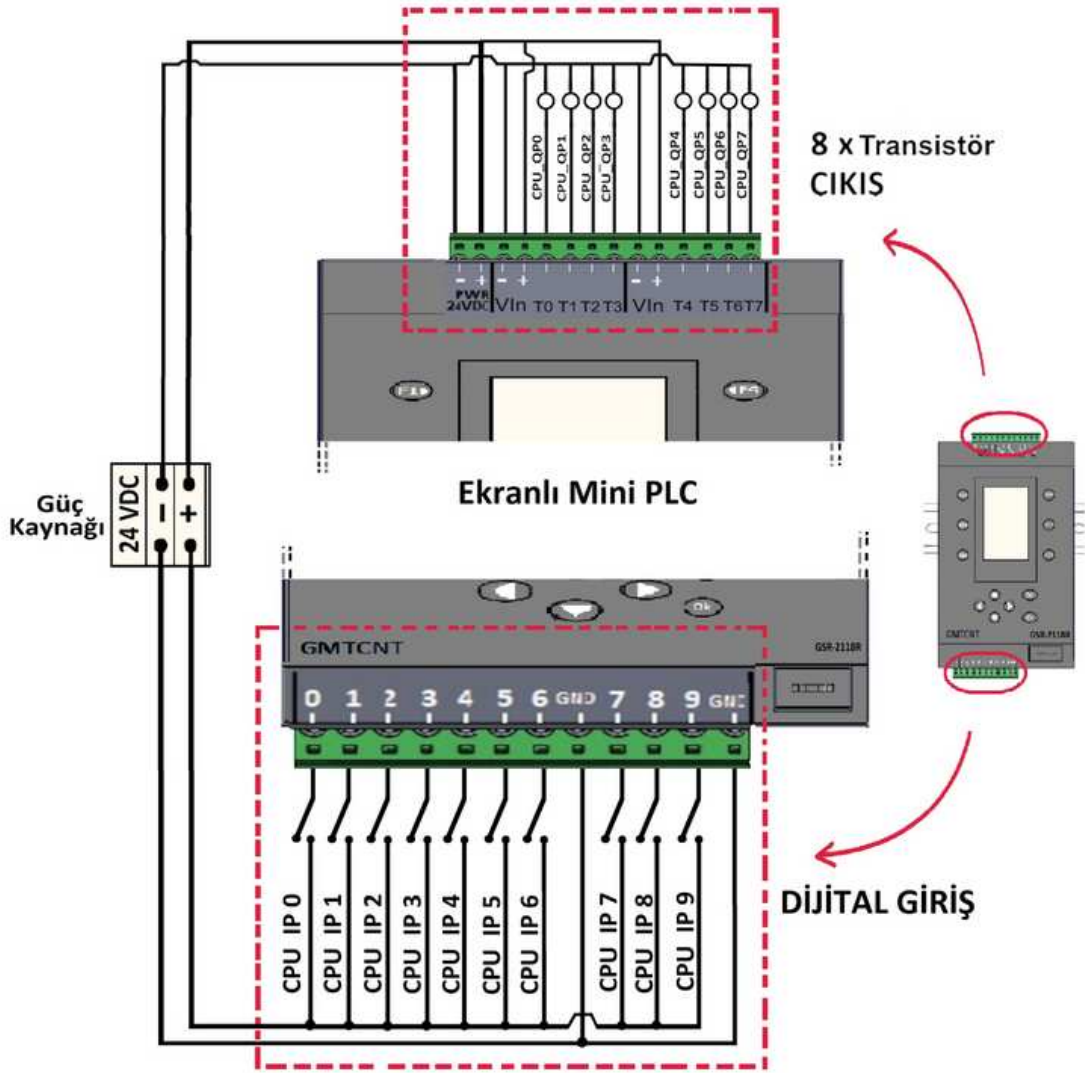 CPU_QP0
CPU_QP1
CPU_QP2
CPU_QP3
CPU_QP4
CPU_QP5
CPU_QP6
CPU_QP7
8 x Transistör
ÇIKIŞ
- + - + - +
PWR
24VDC VIn T0 T1 T2 T3 VIn T4 T5 T6 T7
F1
F4
Ekranlı Mini PLC
Güç
Kaynağı
24 VDC
- +
Ok
GMTCNT
GSR-211BR
0 1 2 3 4 5 6 GND 7 8 9 GND
CPU IP 0
CPU IP 1
CPU IP 2
CPU IP 3
CPU IP 4
CPU IP 5
CPU IP 6
CPU IP 7
CPU IP 8
CPU IP 9
DİJİTAL GİRİŞ
GMTCNT
GSR-211BR